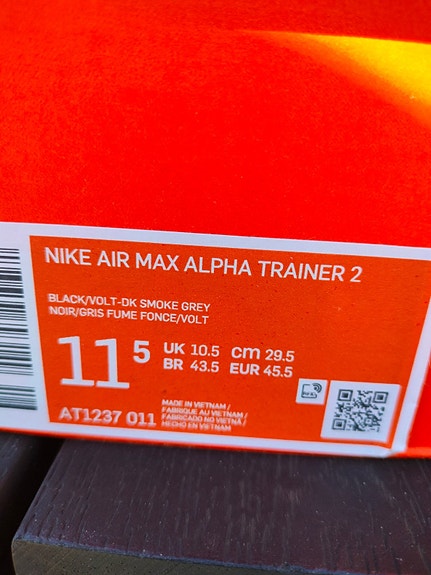 NIKE AIR MAX ALPHA TRAINER 2
BLACK/VOLT-DK SMOKE GREY
NOIR/GRIS FUME FONCE/VOLT
11 5 UK 10.5 cm 29.5
BR 43.5 EUR 45.5
AT1237 011
MADE IN VIETNAM /
FABRIQUE AU VIETNAM /
FABRICADO NO VIETNÃ /
HECHO EN VIETNAM